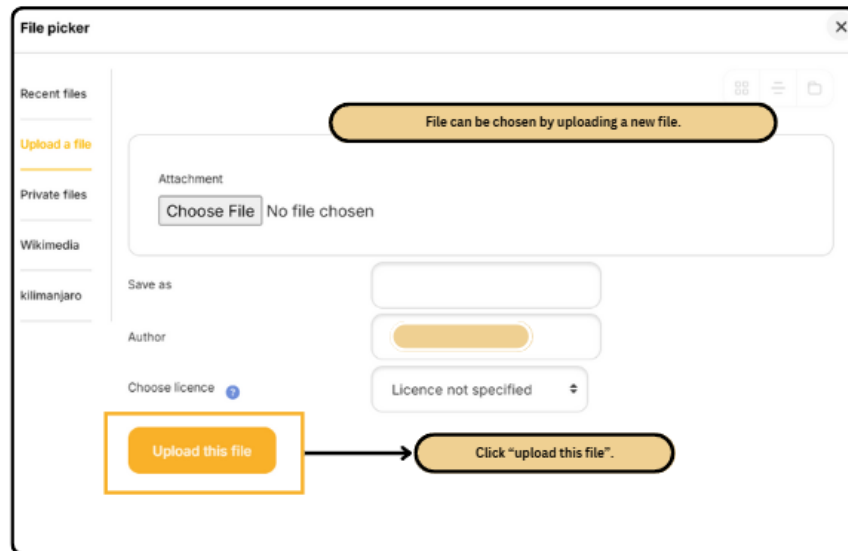 File picker
Recent files
Upload a file
Private files
Wikimedia
kilimanjaro
File can be chosen by uploading a new file.
Attachment
Choose File No file chosen
Save as
Author
Choose licence ?
Licence not specified
Upload this file
Click “upload this file”.